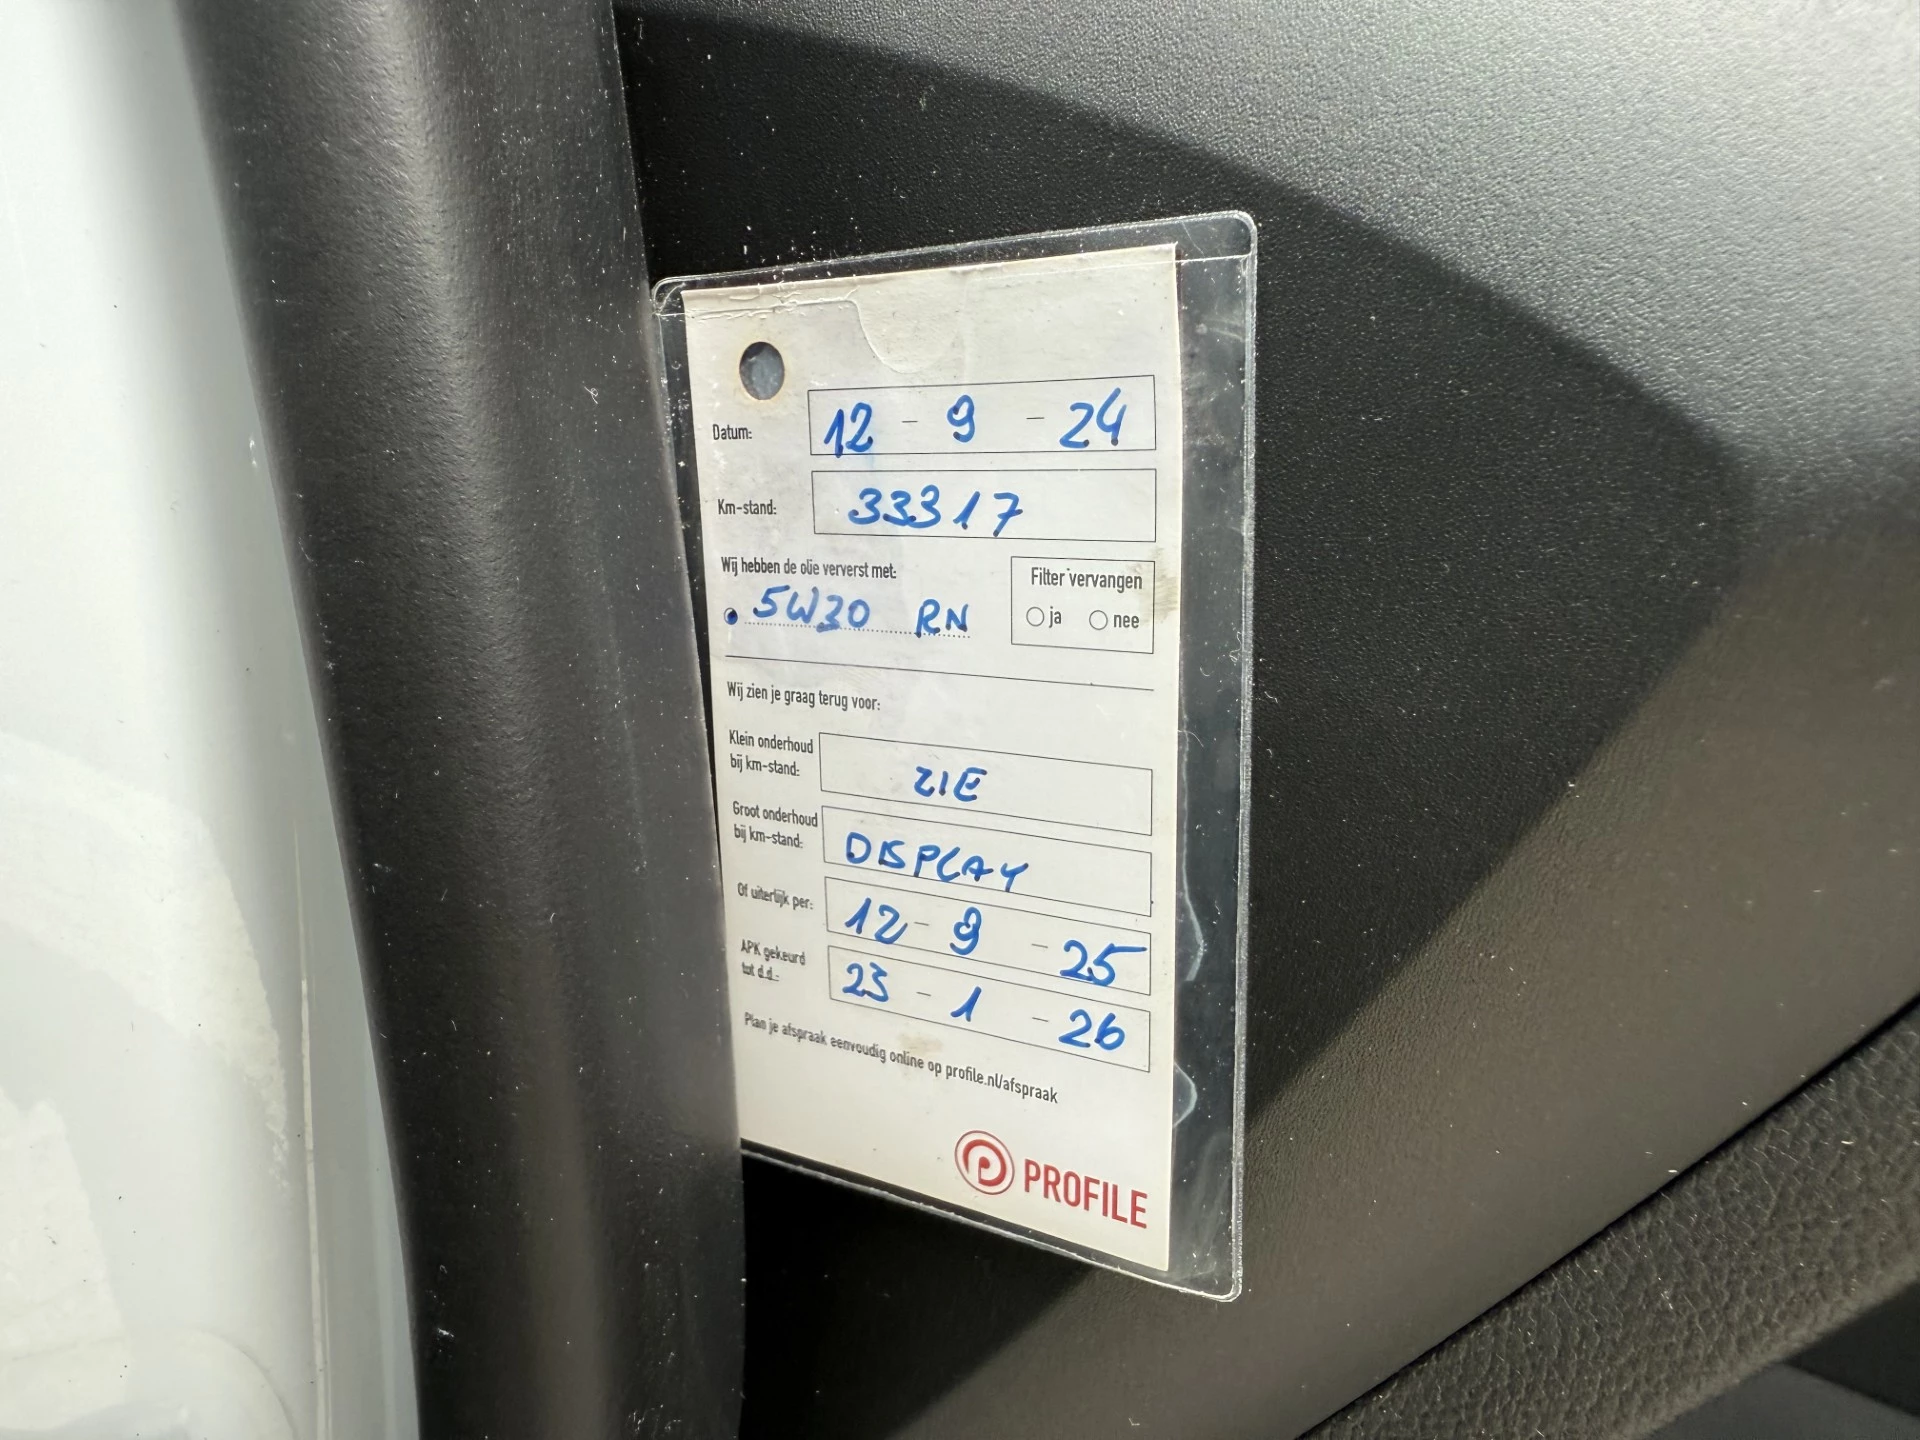 Datum: 12 - 9 - 24
Km-stand: 33317
Wij hebben de olie ververst met:
5W30 RN
Filter vervangen
ja nee
Wij zien je graag terug voor:
Klein onderhoud
bij km-stand: ZIE
Groot onderhoud
bij km-stand: DISPLAY
Of uiterlijk per: 12 - 9 - 25
APK gekeurd
tot d.d.: 23 - 1 - 26
Plan je afspraak eenvoudig online op profile.nl/afspraak
PROFILE